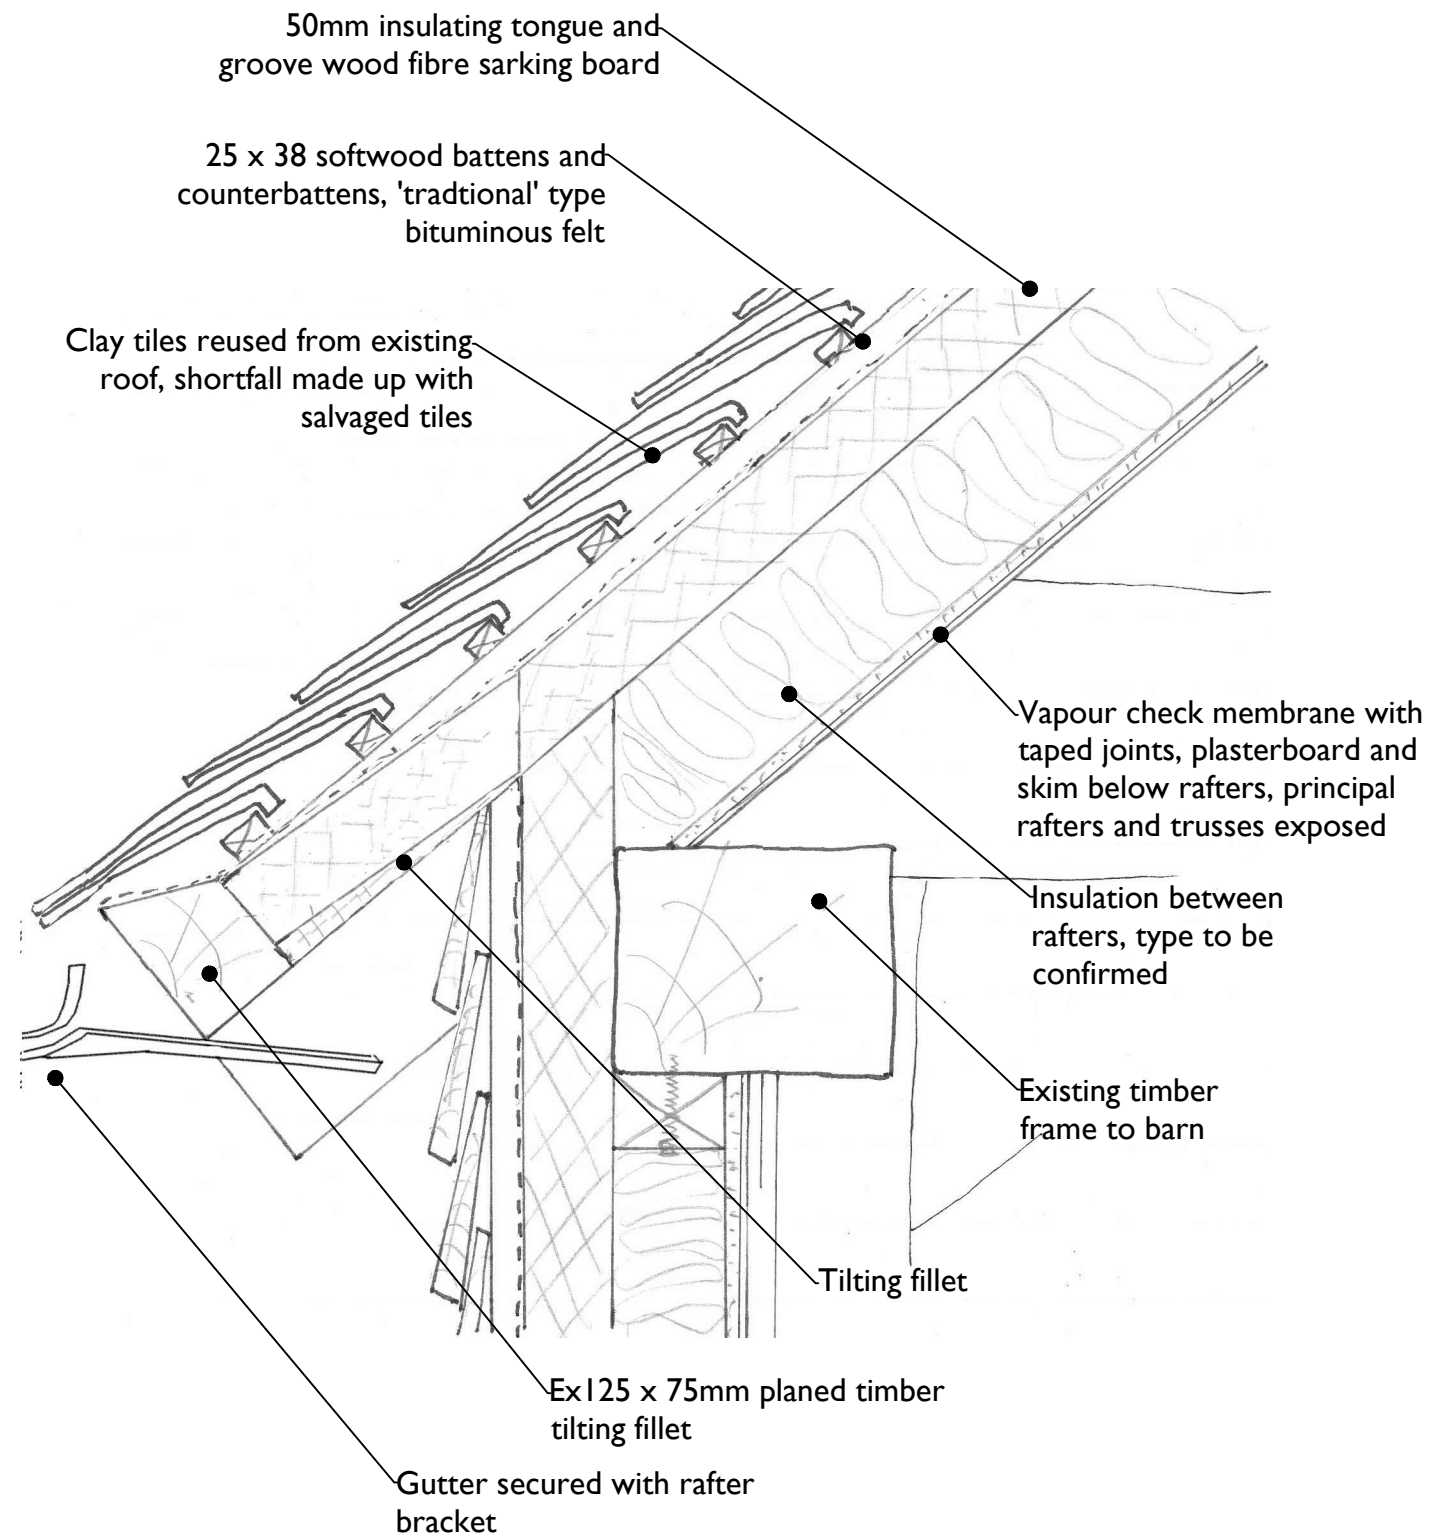 50mm insulating tongue and
groove wood fibre sarking board
25 x 38 softwood battens and
counterbattens, 'tradtional' type
bituminous felt
Clay tiles reused from existing
roof, shortfall made up with
salvaged tiles
Vapour check membrane with
taped joints, plasterboard and
skim below rafters, principal
rafters and trusses exposed
Insulation between
rafters, type to be
confirmed
Existing timber
frame to barn
Tilting fillet
Ex125 x 75mm planed timber
tilting fillet
Gutter secured with rafter
bracket